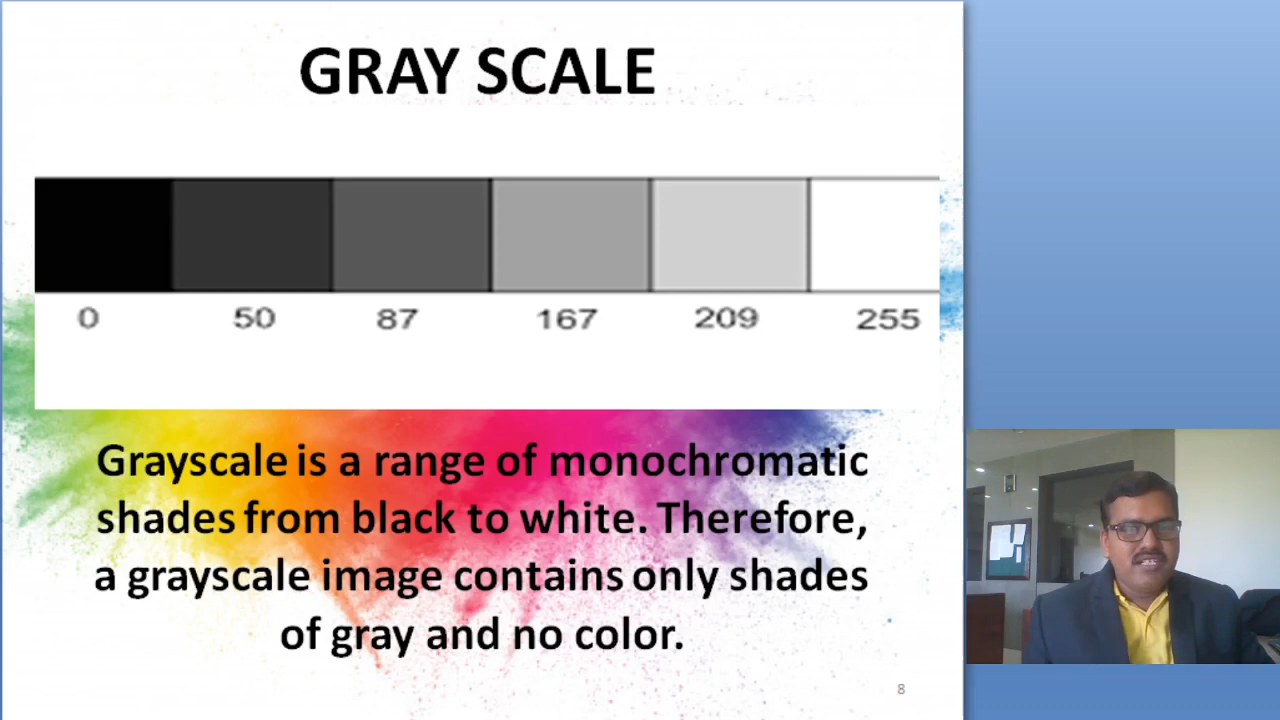 GRAY SCALE
0 50 87 167 209 255
Grayscale is a range of monochromatic
shades from black to white. Therefore,
a grayscale image contains only shades
of gray and no color.
8